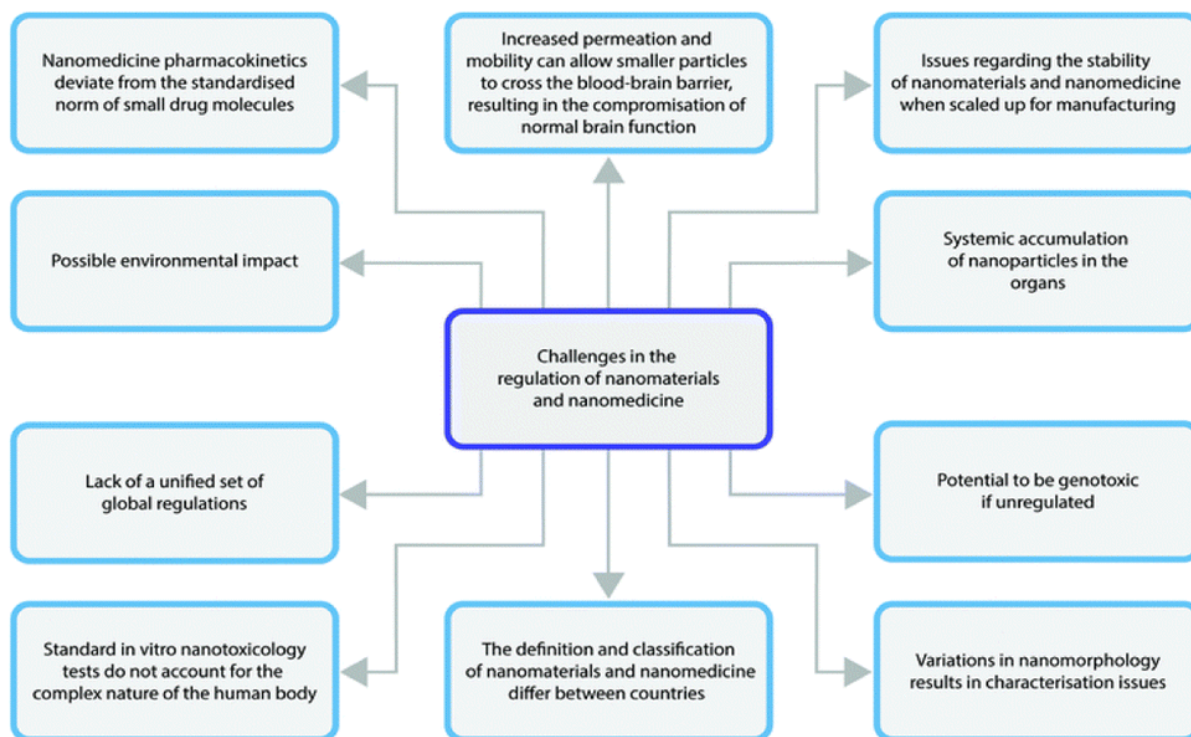 Nanomedicine pharmacokinetics
deviate from the standardised
norm of small drug molecules
Increased permeation and
mobility can allow smaller particles
to cross the blood-brain barrier,
resulting in the compromisation of
normal brain function
Issues regarding the stability
of nanomaterials and nanomedicine
when scaled up for manufacturing
Possible environmental impact
Systemic accumulation
of nanoparticles in the
organs
Challenges in the
regulation of nanomaterials
and nanomedicine
Lack of a unified set of
global regulations
Potential to be genotoxic
if unregulated
Standard in vitro nanotoxicology
tests do not account for the
complex nature of the human body
The definition and classification
of nanomaterials and nanomedicine
differ between countries
Variations in nanomorphology
results in characterisation issues